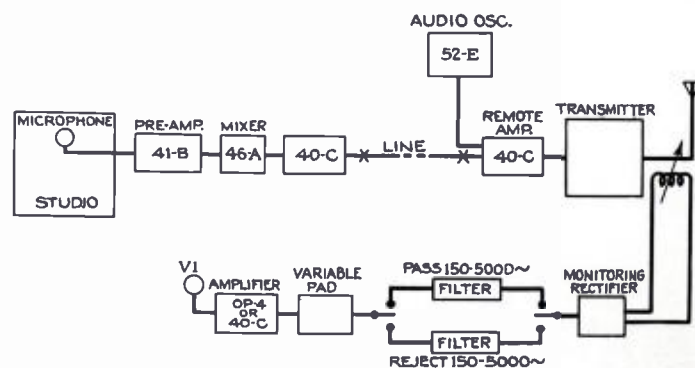 AUDIO OSC.
52-E
MICROPHONE
STUDIO
PRE-AMP.
41-B
MIXER
46-A
40-C
LINE
REMOTE
AMP.
40-C
TRANSMITTER
V1
AMPLIFIER
OP-4
OR
40-C
VARIABLE
PAD
PASS 150-5000~
FILTER
FILTER
REJECT 150-5000~
MONITORING
RECTIFIER